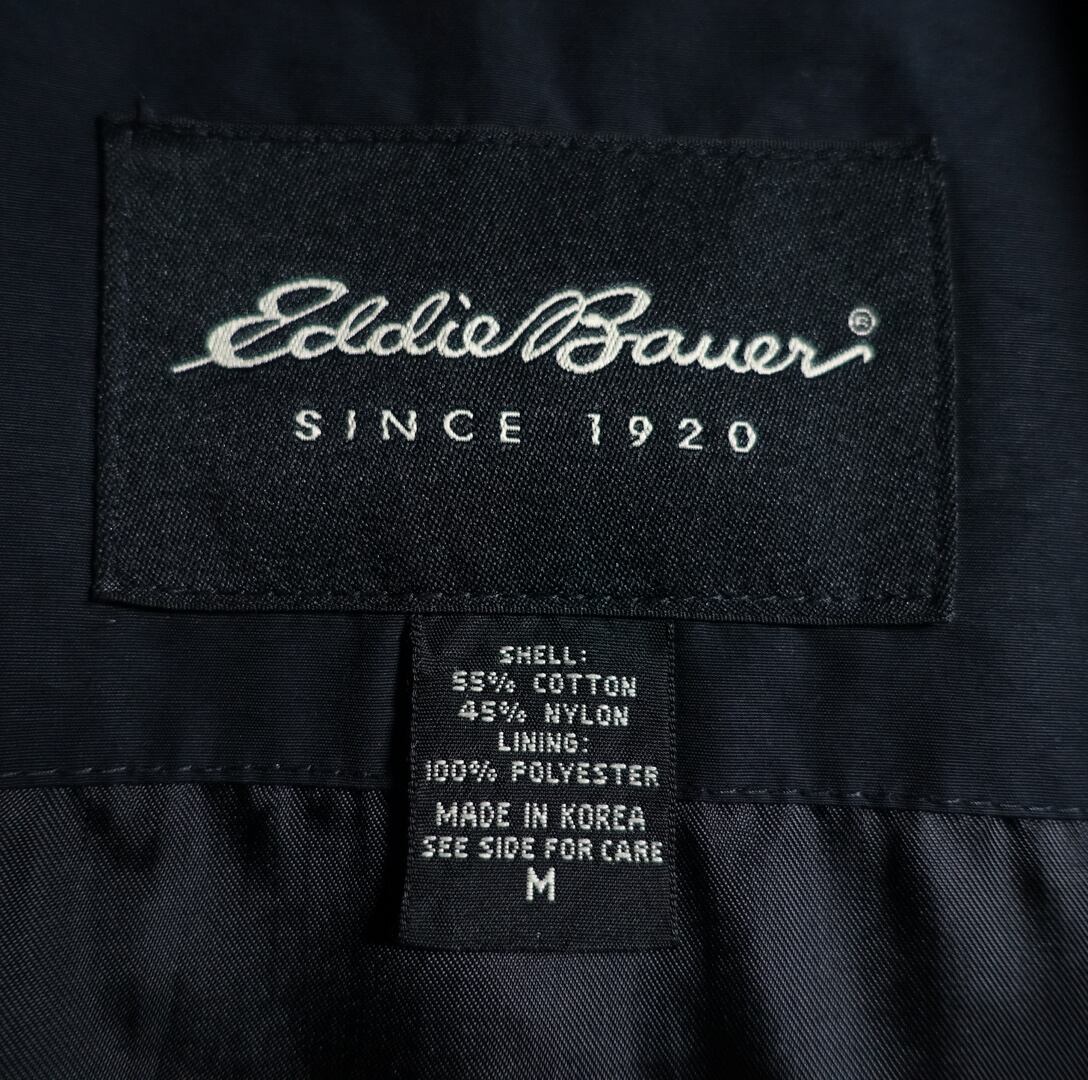 Eddie Bauer®
SINCE 1920
SHELL:
55% COTTON
45% NYLON
LINING:
100% POLYESTER
MADE IN KOREA
SEE SIDE FOR CARE
M